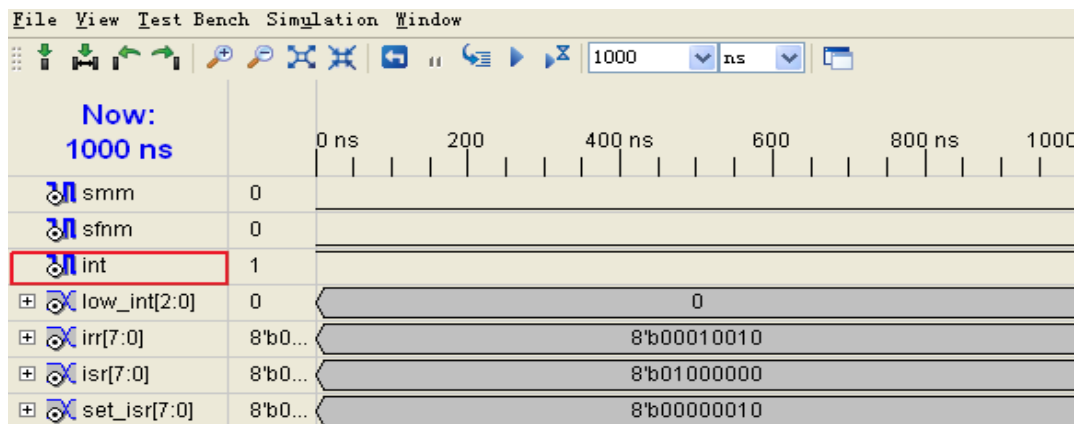 File View Test Bench Simulation Window
1000 ns
Now:
1000 ns
0 ns 200 400 ns 600 800 ns 1000
smm 0
sfnm 0
int 1
low_int[2:0] 0 0
irr[7:0] 8'b0... 8'b00010010
isr[7:0] 8'b0... 8'b01000000
set_isr[7:0] 8'b0... 8'b00000010